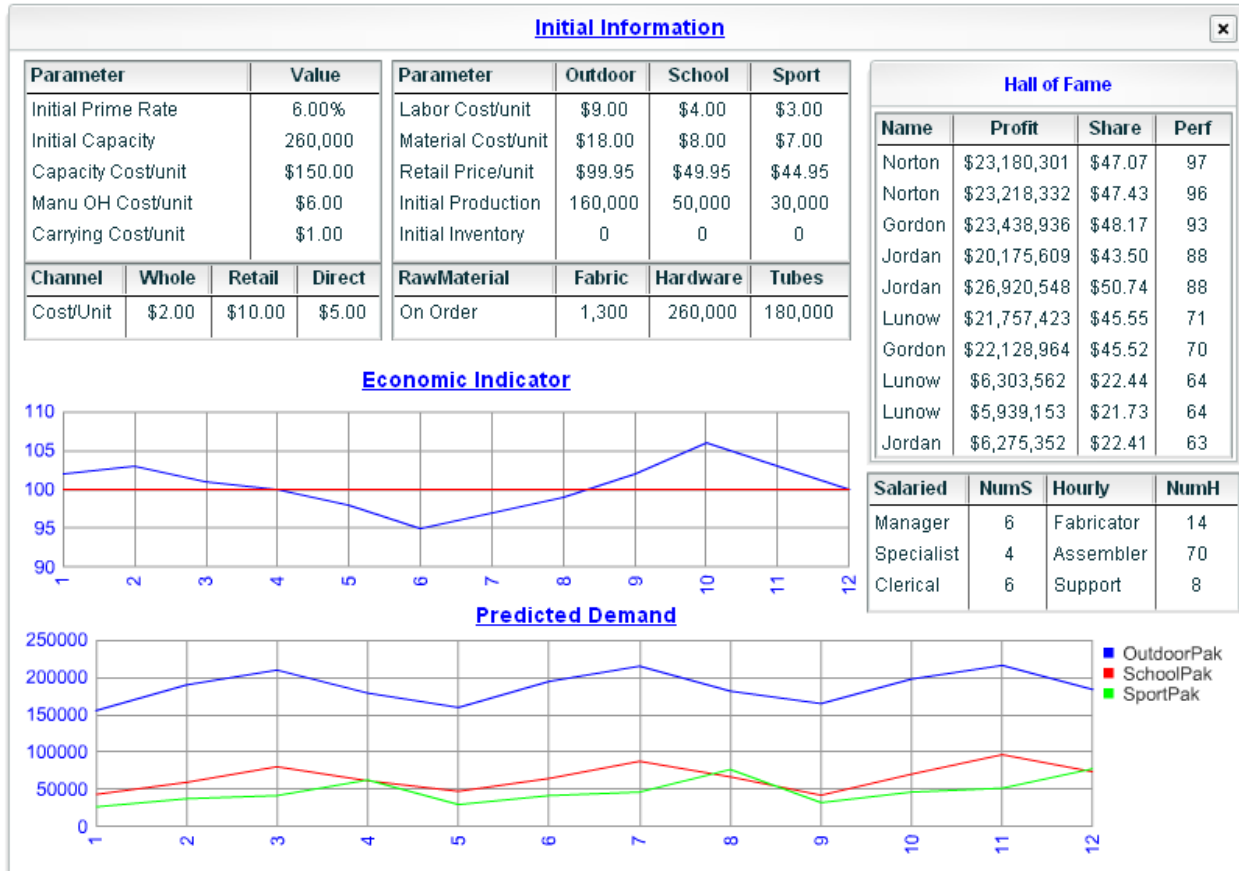 Initial Information
Parameter Value
Initial Prime Rate 6.00%
Initial Capacity 260,000
Capacity Cost/unit $150.00
Manu OH Cost/unit $6.00
Carrying Cost/unit $1.00
Channel Whole Retail Direct
Cost/Unit $2.00 $10.00 $5.00
Parameter Outdoor School Sport
Labor Cost/unit $9.00 $4.00 $3.00
Material Cost/unit $18.00 $8.00 $7.00
Retail Price/unit $99.95 $49.95 $44.95
Initial Production 160,000 50,000 30,000
Initial Inventory 0 0 0
RawMaterial Fabric Hardware Tubes
On Order 1,300 260,000 180,000
Hall of Fame
Name Profit Share Perf
Norton $23,180,301 $47.07 97
Norton $23,218,332 $47.43 96
Gordon $23,438,936 $48.17 93
Jordan $20,175,609 $43.50 88
Jordan $26,920,548 $50.74 88
Lunow $21,757,423 $45.55 71
Gordon $22,128,964 $45.52 70
Lunow $6,303,562 $22.44 64
Lunow $5,939,153 $21.73 64
Jordan $6,275,352 $22.41 63
Salaried NumS Hourly NumH
Manager 6 Fabricator 14
Specialist 4 Assembler 70
Clerical 6 Support 8
Economic Indicator
110
105
100
95
90
1 2 3 4 5 6 7 8 9 10 11 12
Predicted Demand
250000
200000
150000
100000
50000
0
1 2 3 4 5 6 7 8 9 10 11 12
OutdoorPak
SchoolPak
SportPak